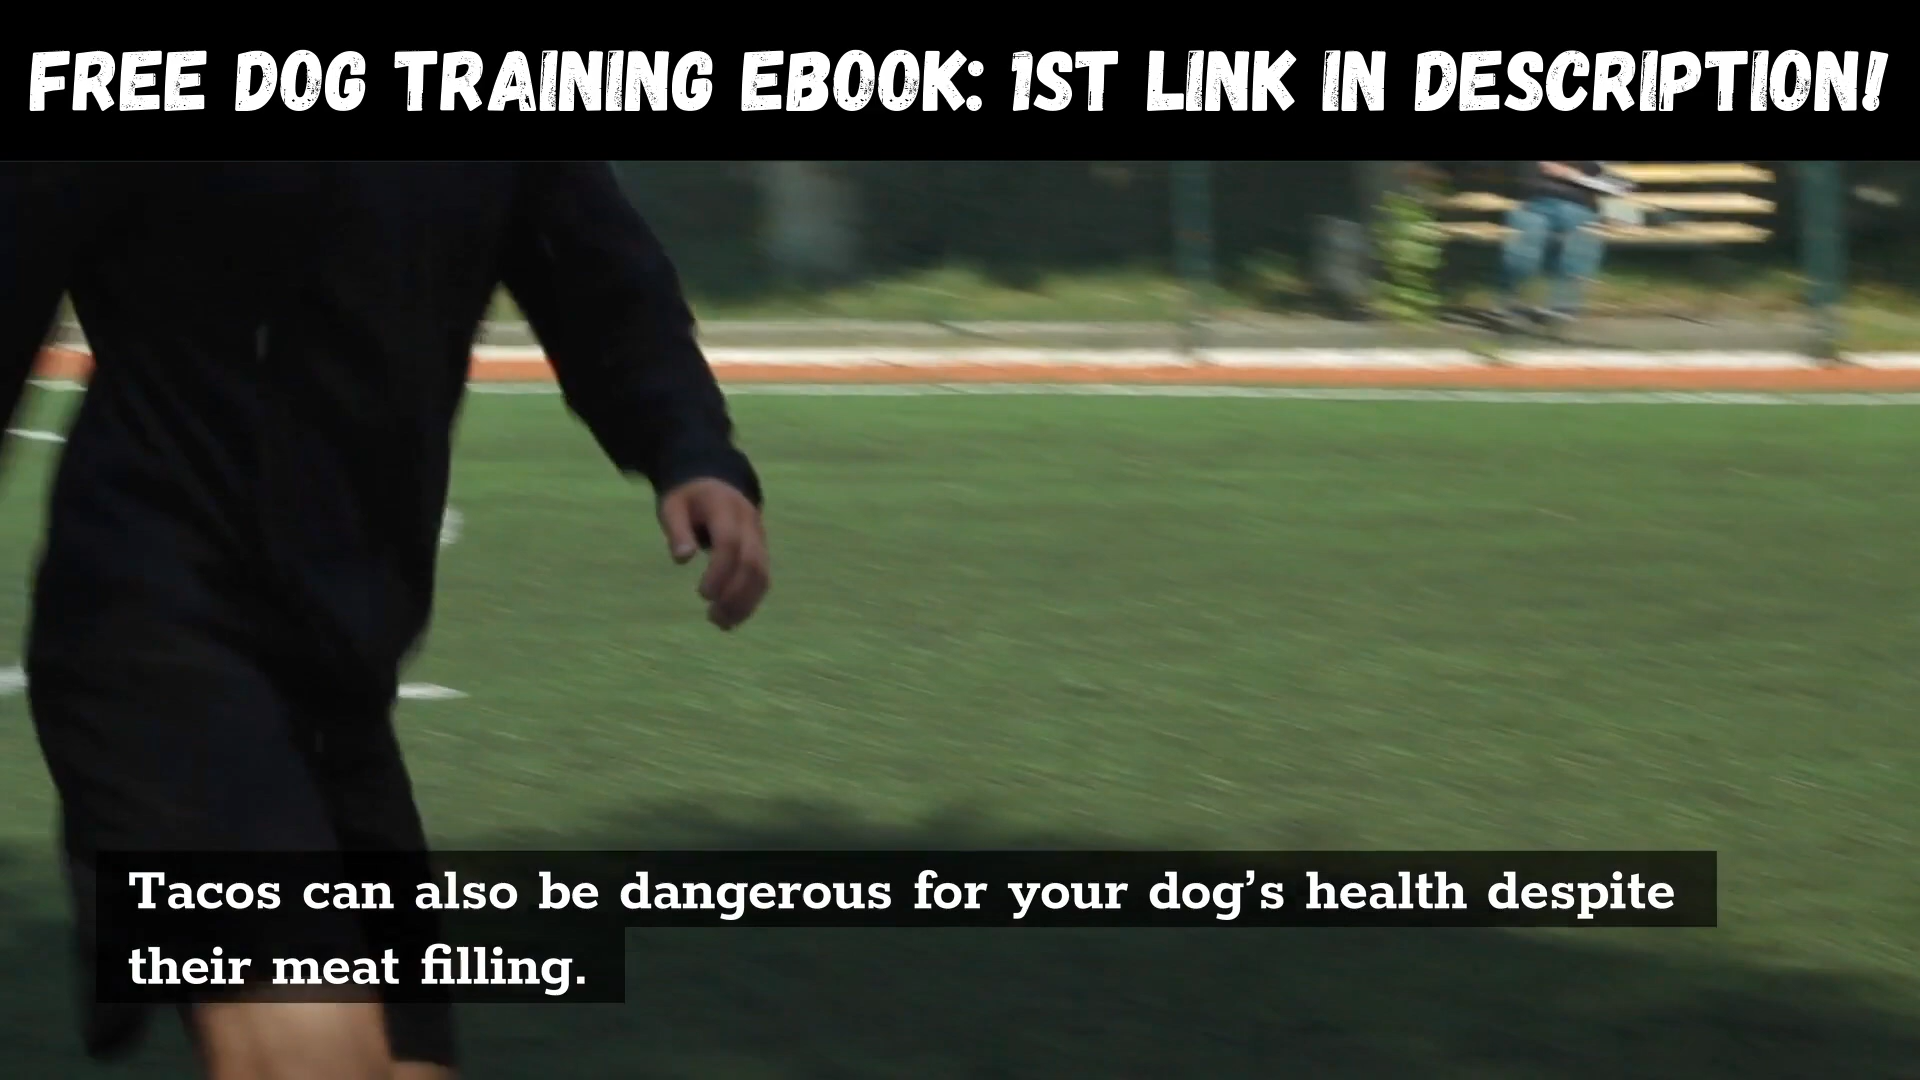 FREE DOG TRAINING EBOOK: 1ST LINK IN DESCRIPTION!
Tacos can also be dangerous for your dog’s health despite
their meat filling.